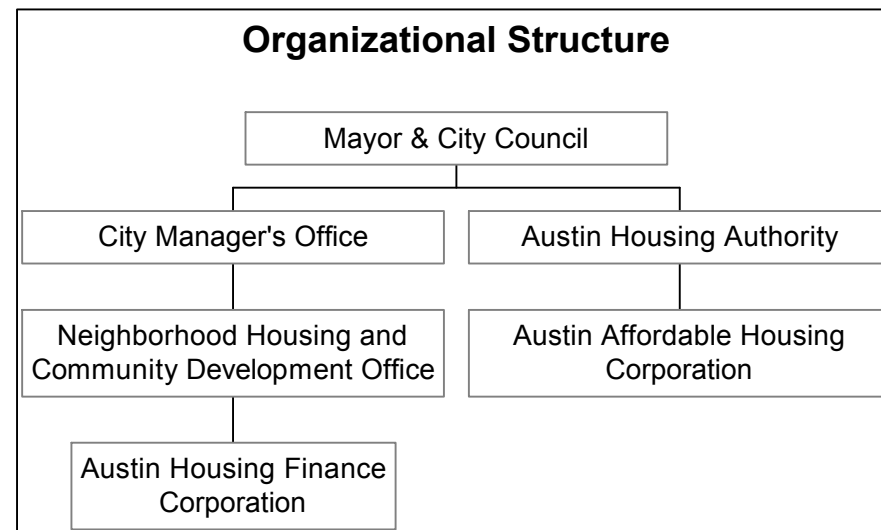 Organizational Structure
Mayor & City Council
City Manager's Office
Austin Housing Authority
Neighborhood Housing and
Community Development Office
Austin Affordable Housing
Corporation
Austin Housing Finance
Corporation